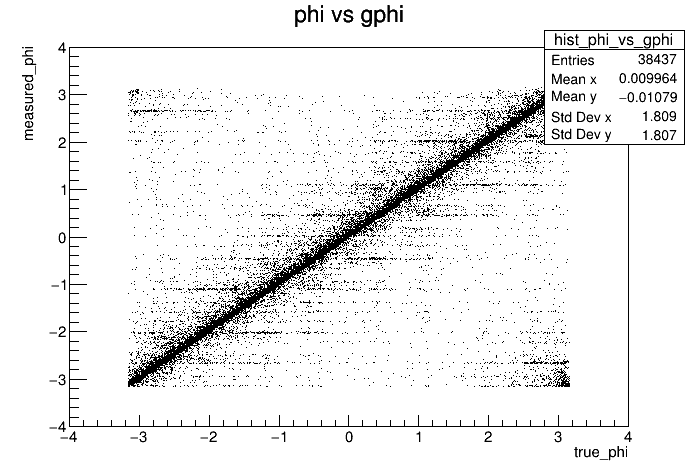 phi vs gphi
hist_phi_vs_gphi
Entries 38437
Mean x 0.009964
Mean y −0.01079
Std Dev x 1.809
Std Dev y 1.807
measured_phi
4
3
2
1
0
−1
−2
−3
−4
−4 −3 −2 −1 0 1 2 3 4
true_phi